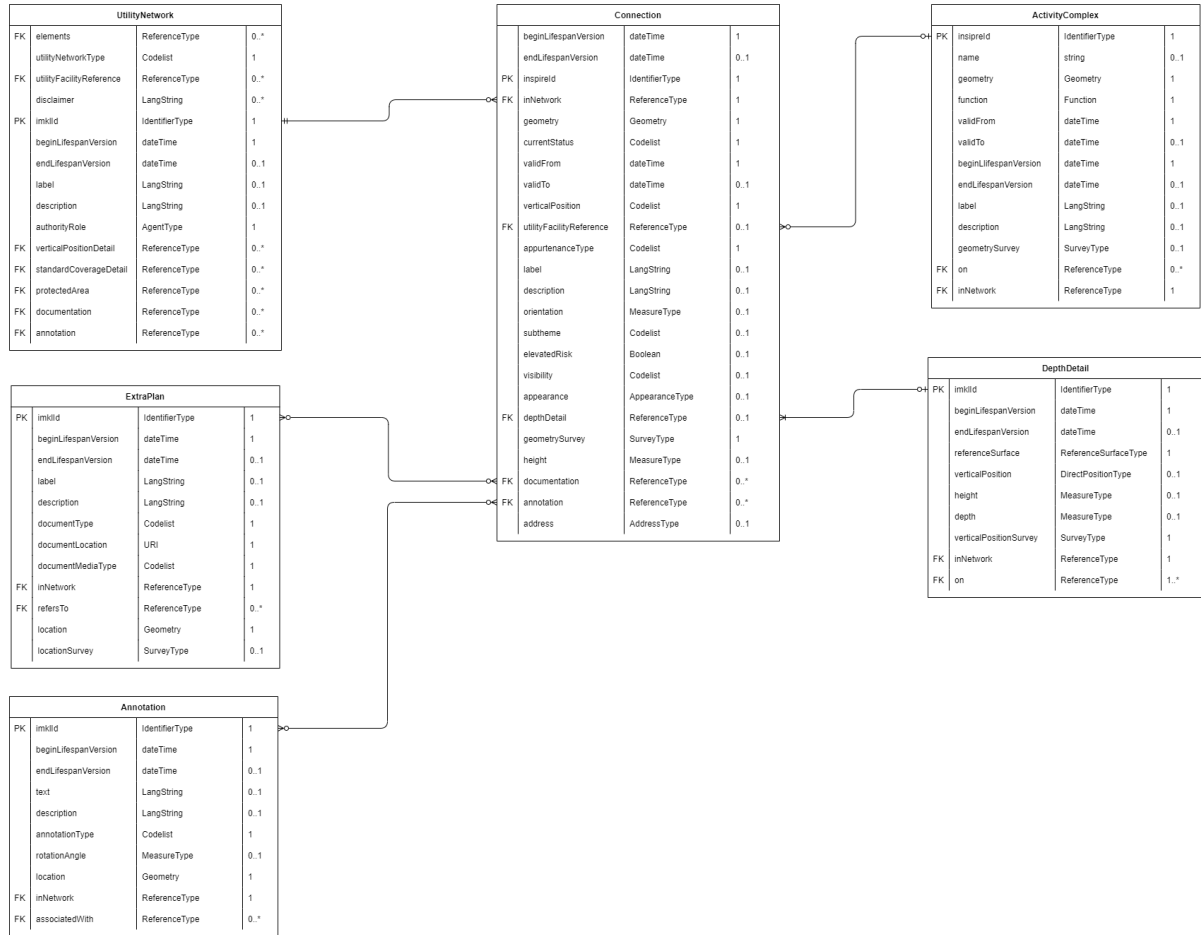 UtilityNetwork
FK elements ReferenceType 0..*
utilityNetworkType Codelist 1
FK utilityFacilityReference ReferenceType 0..*
disclaimer LangString 0..*
PK imklId IdentifierType 1
beginLifespanVersion dateTime 1
endLifespanVersion dateTime 0..1
label LangString 0..1
description LangString 0..1
authorityRole AgentType 1
FK verticalPositionDetail ReferenceType 0..*
FK standardCoverageDetail ReferenceType 0..*
FK protectedArea ReferenceType 0..*
FK documentation ReferenceType 0..*
FK annotation ReferenceType 0..*
ExtraPlan
PK imklId IdentifierType 1
beginLifespanVersion dateTime 1
endLifespanVersion dateTime 0..1
label LangString 0..1
description LangString 0..1
documentType Codelist 1
documentLocation URI 1
documentMediaType Codelist 1
FK inNetwork ReferenceType 1
FK refersTo ReferenceType 0..*
location Geometry 1
locationSurvey SurveyType 0..1
Annotation
PK imklId IdentifierType 1
beginLifespanVersion dateTime 1
endLifespanVersion dateTime 0..1
text LangString 0..1
description LangString 0..1
annotationType Codelist 1
rotationAngle MeasureType 0..1
location Geometry 1
FK inNetwork ReferenceType 1
FK associatedWith ReferenceType 0..*
Connection
beginLifespanVersion dateTime 1
endLifespanVersion dateTime 0..1
PK inspireId IdentifierType 1
FK inNetwork ReferenceType 1
geometry Geometry 1
currentStatus Codelist 1
validFrom dateTime 1
validTo dateTime 0..1
verticalPosition Codelist 1
FK utilityFacilityReference ReferenceType 0..1
appurtenanceType Codelist 1
label LangString 0..1
description LangString 0..1
orientation MeasureType 0..1
subtheme Codelist 0..1
elevatedRisk Boolean 0..1
visibility Codelist 0..1
appearance AppearanceType 0..1
FK depthDetail ReferenceType 0..1
geometrySurvey SurveyType 1
height MeasureType 0..1
FK documentation ReferenceType 0..*
FK annotation ReferenceType 0..*
address AddressType 0..1
ActivityComplex
PK insipreId IdentifierType 1
name string 0..1
geometry Geometry 1
function Function 1
validFrom dateTime 1
validTo dateTime 0..1
beginLlifespanVersion dateTime 1
endLifespanVersion dateTime 0..1
label LangString 0..1
description LangString 0..1
geometrySurvey SurveyType 0..1
FK on ReferenceType 0..*
FK inNetwork ReferenceType 1
DepthDetail
PK imklId IdentifierType 1
beginLifespanVersion dateTime 1
endLifespanVersion dateTime 0..1
referenceSurface ReferenceSurfaceType 1
verticalPosition DirectPositionType 0..1
height MeasureType 0..1
depth MeasureType 0..1
verticalPositionSurvey SurveyType 1
FK inNetwork ReferenceType 1
FK on ReferenceType 1..*